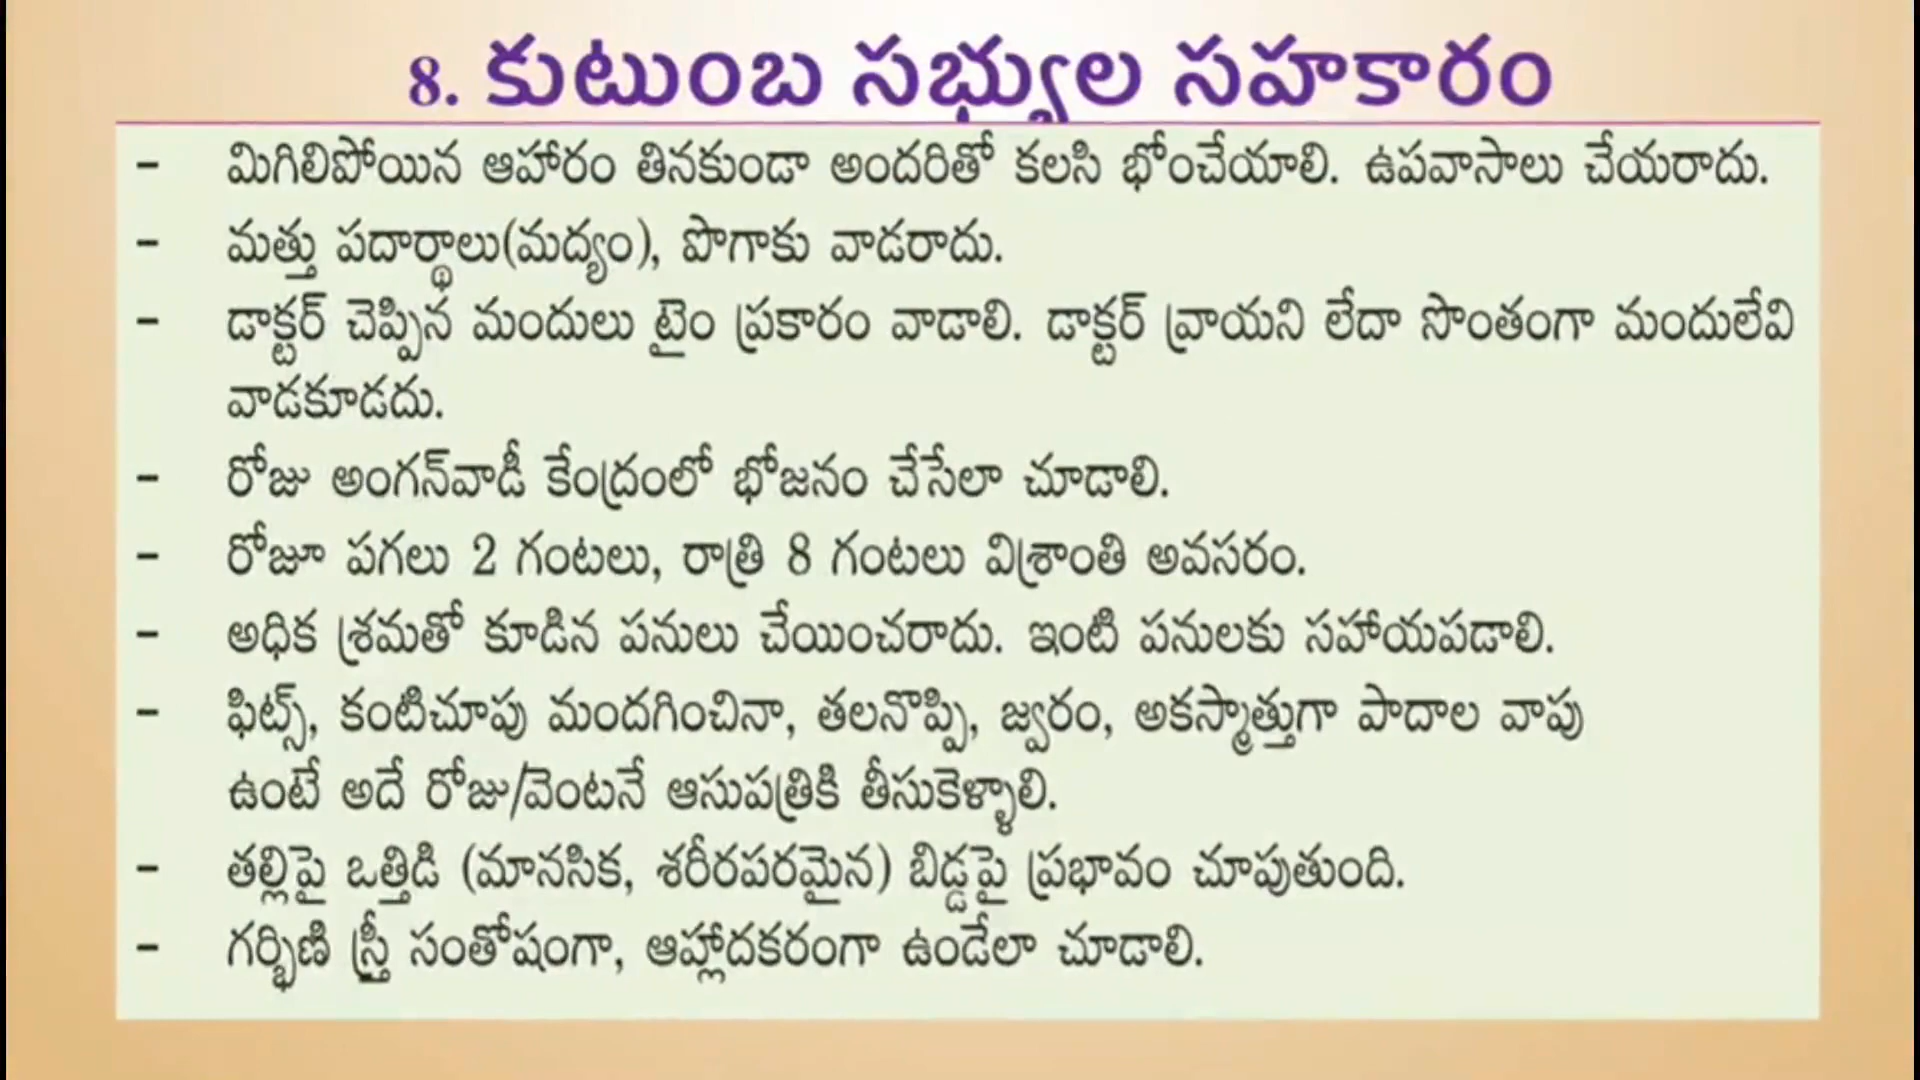 8. కుటుంబ సభ్యుల సహకారం
- మిగిలిపోయిన ఆహారం తినకుండా అందరితో కలసి భోంచేయాలి. ఉపవాసాలు చేయరాదు.
- మత్తు పదార్థాలు(మద్యం), పొగాకు వాడరాదు.
- డాక్టర్ చెప్పిన మందులు టైం ప్రకారం వాడాలి. డాక్టర్ వ్రాయని లేదా సొంతంగా మందులేవి
వాడకూడదు.
- రోజు అంగన్‌వాడీ కేంద్రంలో భోజనం చేసేలా చూడాలి.
- రోజూ పగలు 2 గంటలు, రాత్రి 8 గంటలు విశ్రాంతి అవసరం.
- అధిక శ్రమతో కూడిన పనులు చేయించరాదు. ఇంటి పనులకు సహాయపడాలి.
- ఫిట్స్, కంటిచూపు మందగించినా, తలనొప్పి, జ్వరం, అకస్మాత్తుగా పాదాల వాపు
ఉంటే అదే రోజు/వెంటనే ఆసుపత్రికి తీసుకెళ్ళాలి.
- తల్లిపై ఒత్తిడి (మానసిక, శరీరపరమైన) బిడ్డపై ప్రభావం చూపుతుంది.
- గర్భిణి స్త్రీ సంతోషంగా, ఆహ్లాదకరంగా ఉండేలా చూడాలి.